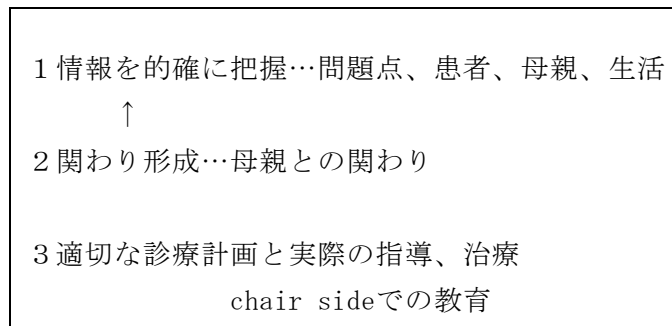 1情報を的確に把握…問題点、患者、母親、生活
↑
2関わり形成…母親との関わり
3適切な診療計画と実際の指導、治療
chair sideでの教育